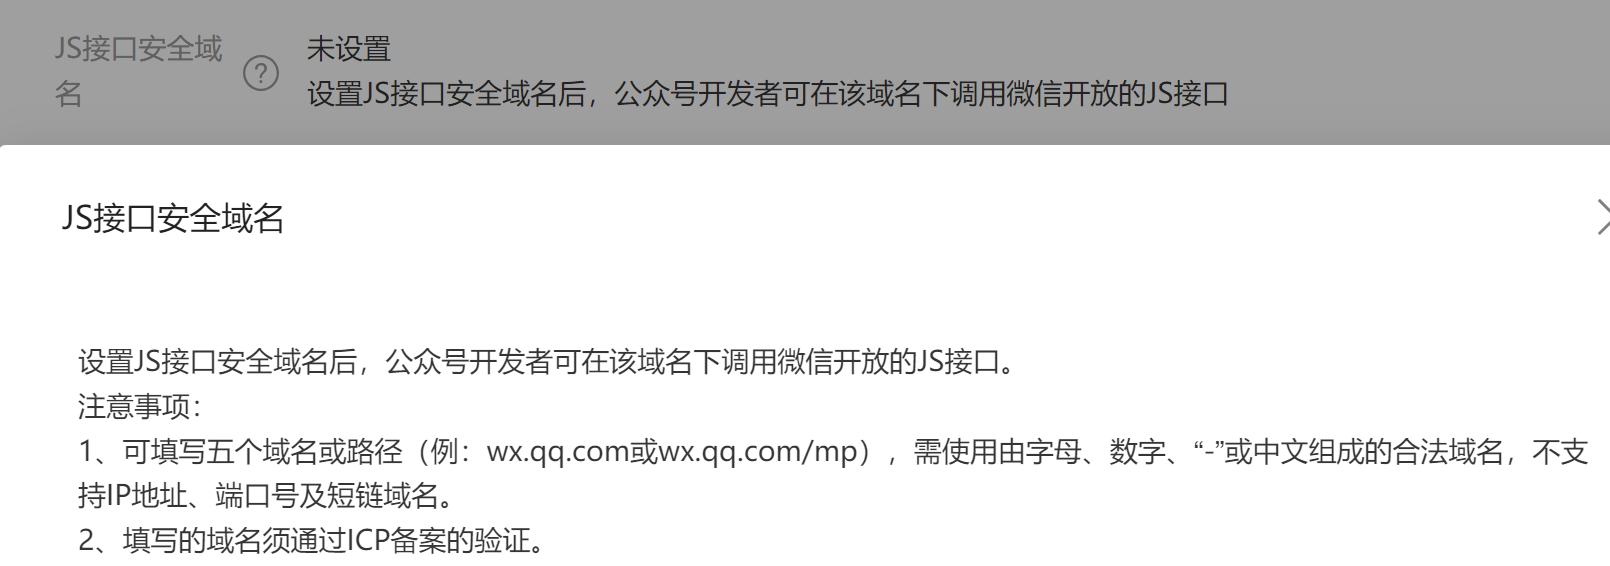 JS接口安全域
名
?
未设置
设置JS接口安全域名后，公众号开发者可在该域名下调用微信开放的JS接口
JS接口安全域名
设置JS接口安全域名后，公众号开发者可在该域名下调用微信开放的JS接口。
注意事项：
1、可填写五个域名或路径（例：wx.qq.com或wx.qq.com/mp），需使用由字母、数字、“-”或中文组成的合法域名，不支
持IP地址、端口号及短链域名。
2、填写的域名须通过ICP备案的验证。